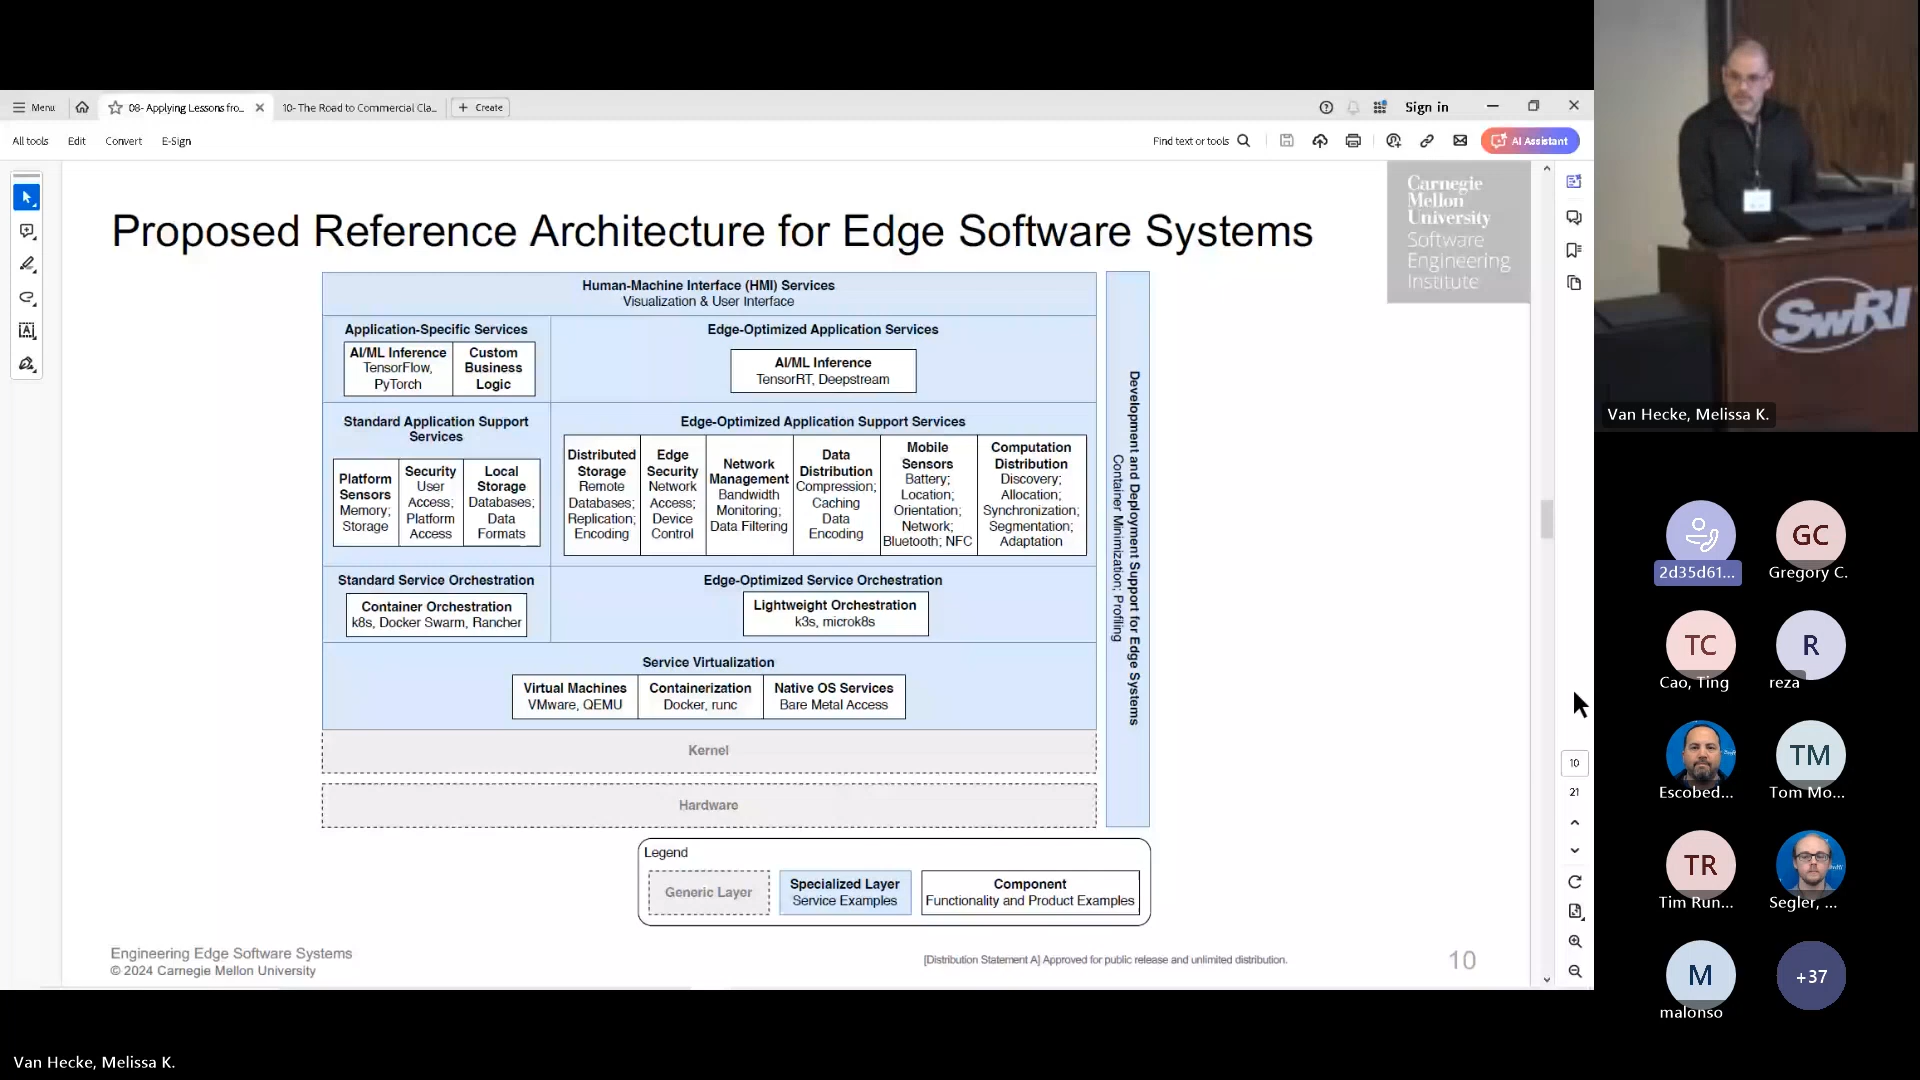 Menu
08- Applying Lessons fro...
10- The Road to Commercial Cla...
Create
Sign in
All tools
Edit
Convert
E-Sign
Find text or tools
AI Assistant
Carnegie
Mellon
University
Software
Engineering
Institute
Proposed Reference Architecture for Edge Software Systems
Human-Machine Interface (HMI) Services
Visualization & User Interface
Application-Specific Services
AI/ML Inference
TensorFlow,
PyTorch
Custom
Business
Logic
Edge-Optimized Application Services
AI/ML Inference
TensorRT, Deepstream
Standard Application Support
Services
Platform
Sensors
Memory;
Storage
Security
User
Access;
Platform
Access
Local
Storage
Databases;
Data
Formats
Edge-Optimized Application Support Services
Distributed
Storage
Remote
Databases;
Replication;
Encoding
Edge
Security
Network
Access;
Device
Control
Network
Management
Bandwidth
Monitoring;
Data Filtering
Data
Distribution
Compression;
Caching
Data
Encoding
Mobile
Sensors
Battery;
Location;
Orientation;
Network;
Bluetooth; NFC
Computation
Distribution
Discovery;
Allocation;
Synchronization;
Segmentation;
Adaptation
Standard Service Orchestration
Container Orchestration
k8s, Docker Swarm, Rancher
Edge-Optimized Service Orchestration
Lightweight Orchestration
k3s, microk8s
Service Virtualization
Virtual Machines
VMware, QEMU
Containerization
Docker, runc
Native OS Services
Bare Metal Access
Kernel
Hardware
Development and Deployment Support for Edge Systems
Container Minimization; Profiling
Legend
Generic Layer
Specialized Layer
Service Examples
Component
Functionality and Product Examples
Engineering Edge Software Systems
© 2024 Carnegie Mellon University
[Distribution Statement A] Approved for public release and unlimited distribution.
10
10
21
SwRI
Van Hecke, Melissa K.
2d35d61...
GC
Gregory C.
TC
Cao, Ting
R
reza
Escobed...
TM
Tom Mo...
TR
Tim Run...
Segler, ...
M
malonso
+37
Van Hecke, Melissa K.